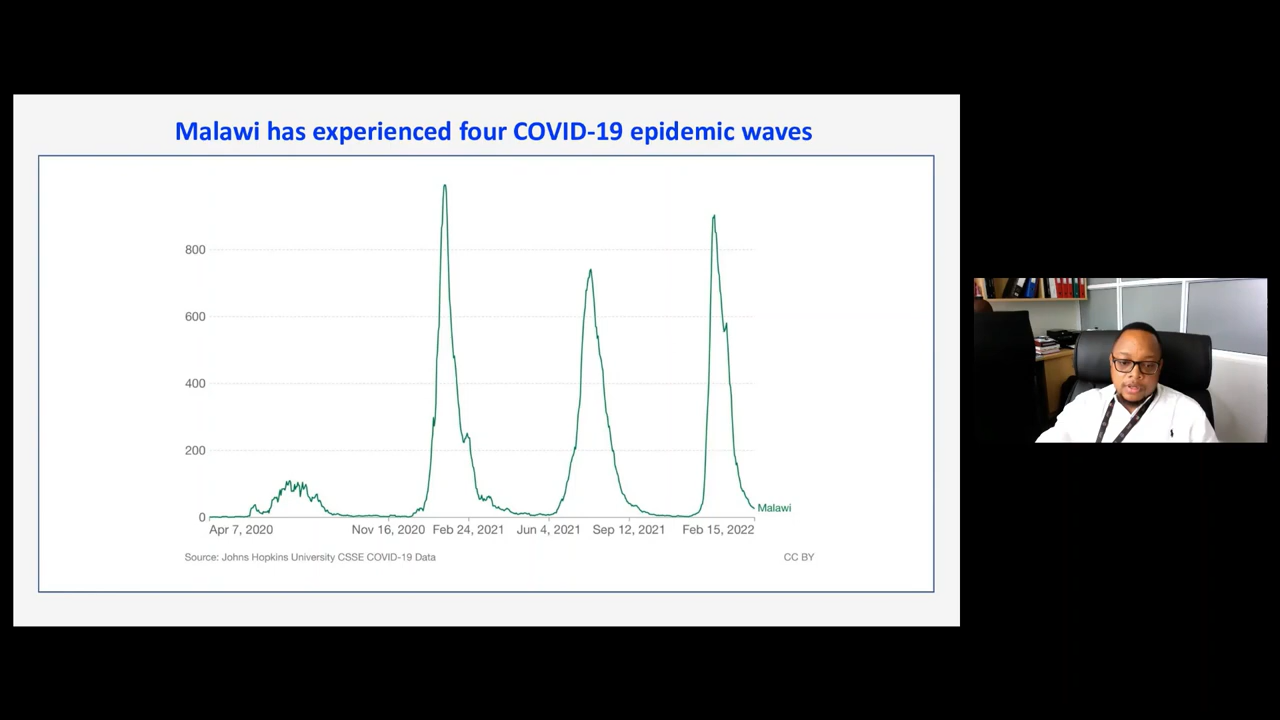 Malawi has experienced four COVID-19 epidemic waves
800
600
400
200
0
Apr 7, 2020 Nov 16, 2020 Feb 24, 2021 Jun 4, 2021 Sep 12, 2021 Feb 15, 2022
Malawi
Source: Johns Hopkins University CSSE COVID-19 Data
CC BY